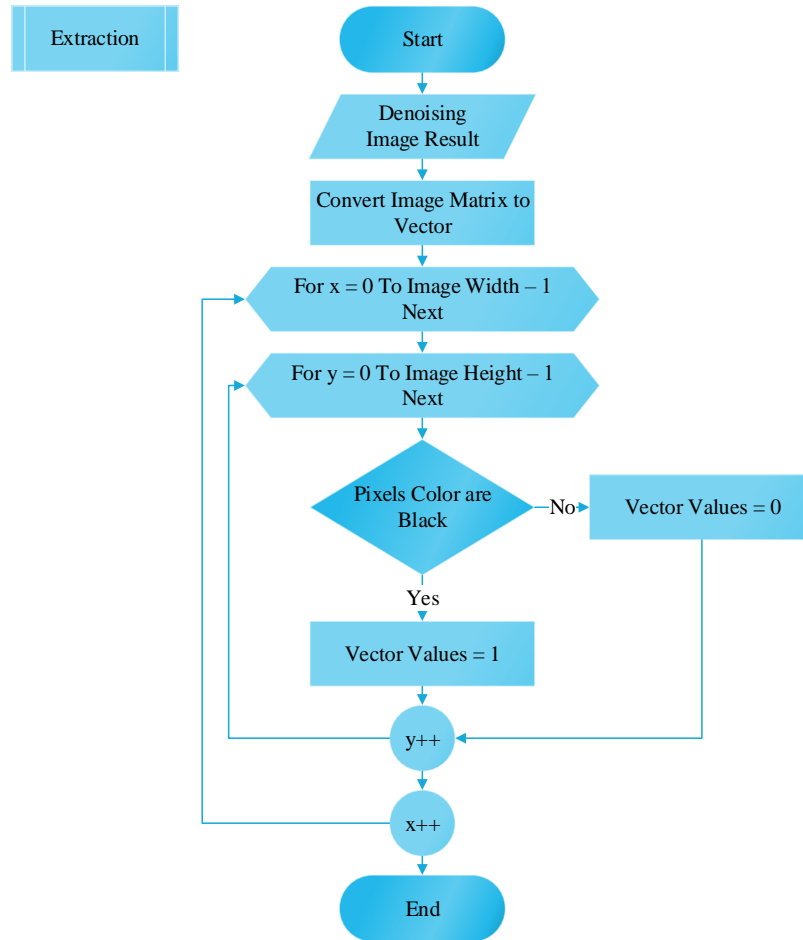 Extraction
Start
Denoising
Image Result
Convert Image Matrix to
Vector
For x = 0 To Image Width – 1
Next
For y = 0 To Image Height – 1
Next
Pixels Color are
Black
No
Vector Values = 0
Yes
Vector Values = 1
y++
x++
End